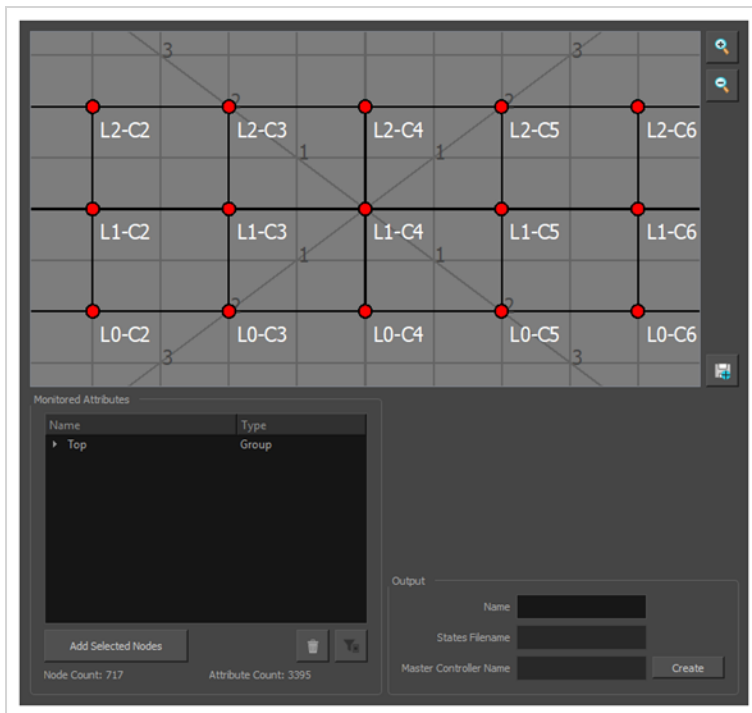 3 3
2 2
L2-C2 L2-C3 L2-C4 L2-C5 L2-C6
1 1
L1-C2 L1-C3 L1-C4 L1-C5 L1-C6
1 1
2 2
L0-C2 L0-C3 L0-C4 L0-C5 L0-C6
3 3
Monitored Attributes
Name Type
Top Group
Add Selected Nodes
Node Count: 717 Attribute Count: 3395
Output
Name
States Filename
Master Controller Name Create